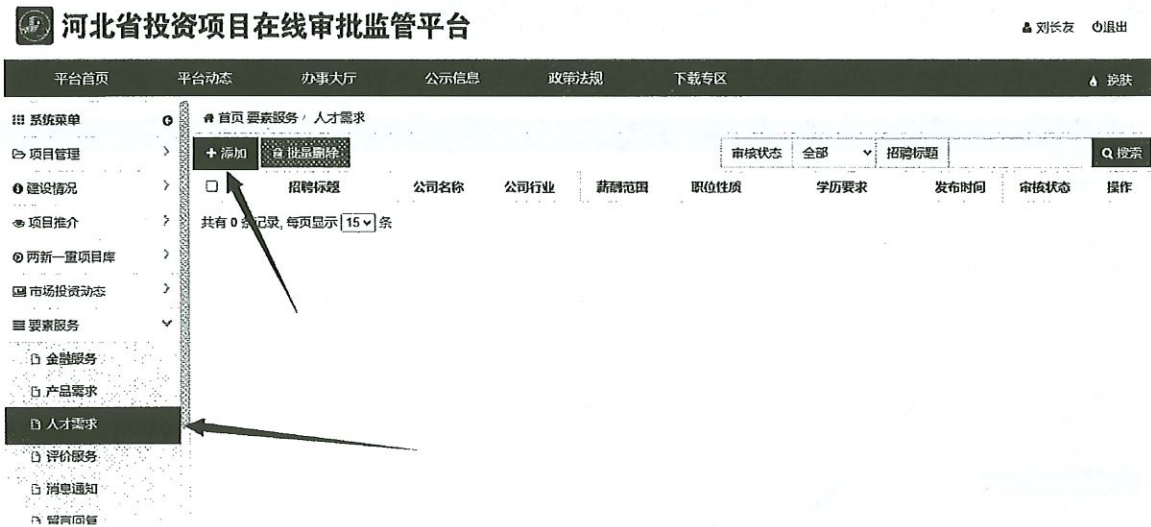 河北省投资项目在线审批监管平台
刘长友 退出
平台首页 平台动态 办事大厅 公示信息 政策法规 下载专区 换肤
系统菜单
首页 要素服务 / 人才需求
项目管理
+ 添加 批量删除 审核状态 全部 招聘标题 搜索
建设情况
招聘标题 公司名称 公司行业 薪酬范围 职位性质 学历要求 发布时间 审核状态 操作
项目推介
共有 0 条记录, 每页显示 15 条
两新一重项目库
市场投资动态
要素服务
金融服务
产品需求
人才需求
评价服务
消息通知
留言回复